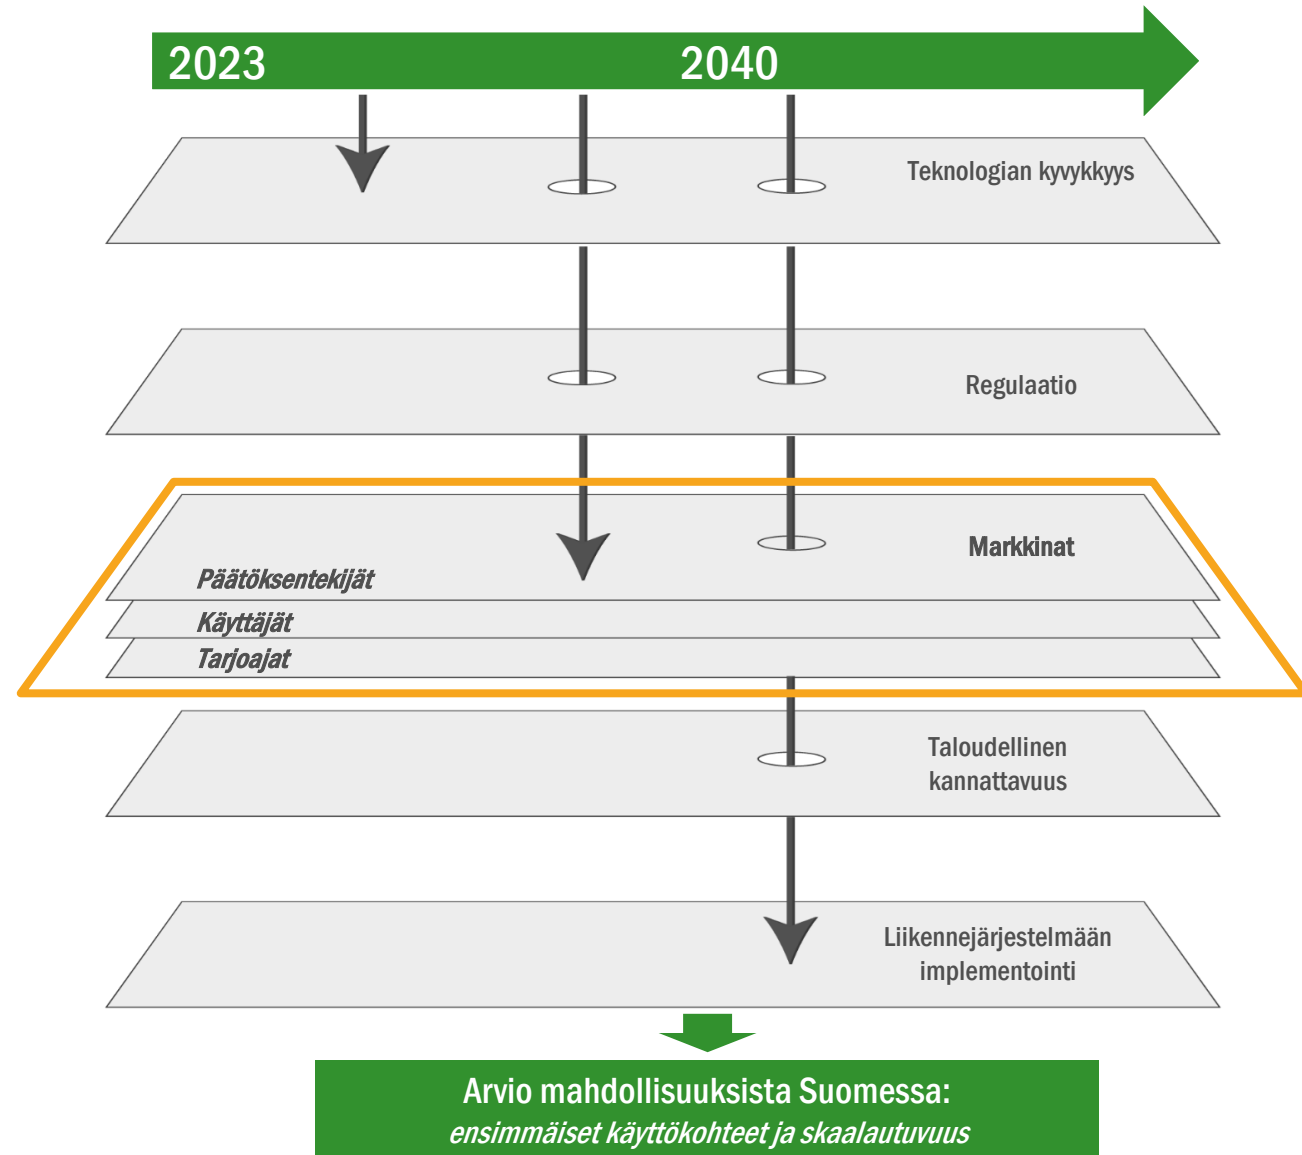 2023 2040
Teknologian kyvykkyys
Regulaatio
Markkinat
Päätöksentekijät
Käyttäjät
Tarjoajat
Taloudellinen
kannattavuus
Liikennejärjestelmään
implementointi
Arvio mahdollisuuksista Suomessa:
ensimmäiset käyttökohteet ja skaalautuvuus